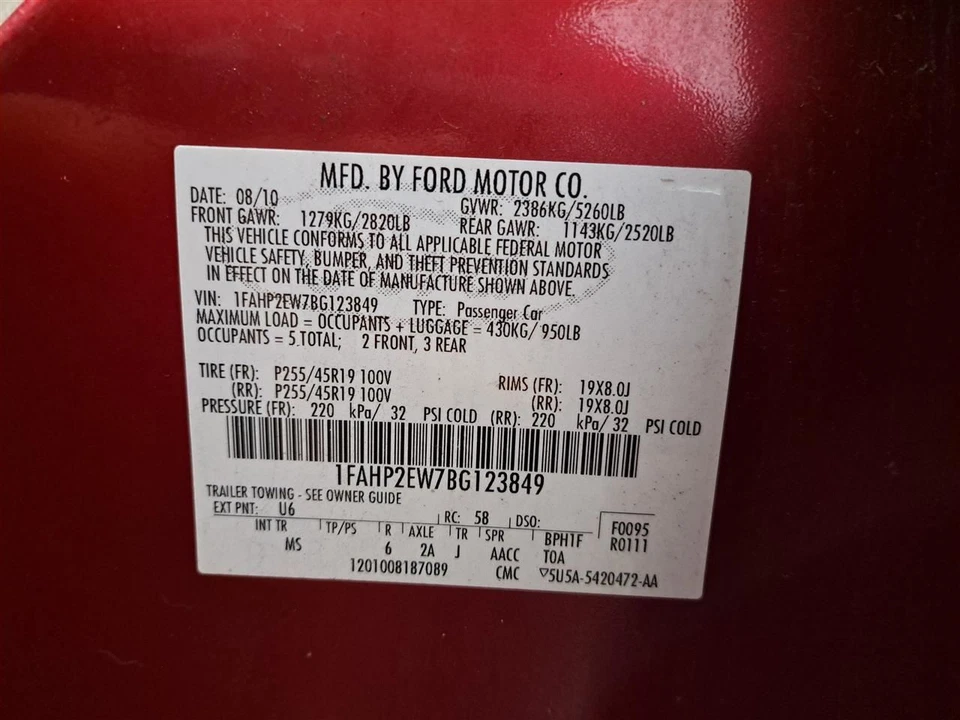 MFD. BY FORD MOTOR CO.
DATE: 08/10 GVWR: 2386KG/5260LB
FRONT GAWR: 1279KG/2820LB REAR GAWR: 1143KG/2520LB
THIS VEHICLE CONFORMS TO ALL APPLICABLE FEDERAL MOTOR
VEHICLE SAFETY, BUMPER, AND THEFT PREVENTION STANDARDS
IN EFFECT ON THE DATE OF MANUFACTURE SHOWN ABOVE.
VIN: 1FAHP2EW7BG123849 TYPE: Passenger Car
MAXIMUM LOAD = OCCUPANTS + LUGGAGE = 430KG/ 950LB
OCCUPANTS = 5 TOTAL; 2 FRONT, 3 REAR
TIRE (FR): P255/45R19 100V RIMS (FR): 19X8.0J
(RR): P255/45R19 100V (RR): 19X8.0J
PRESSURE (FR): 220 kPa/ 32 PSI COLD (RR): 220 kPa/ 32 PSI COLD
1FAHP2EW7BG123849
TRAILER TOWING - SEE OWNER GUIDE
EXT PNT: U6 RC: 58 DSO: F0095
INT TR TP/PS R AXLE TR SPR BPH1F R0111
MS 6 2A J AACC TOA
1201008187089 CMC ▽5U5A-5420472-AA